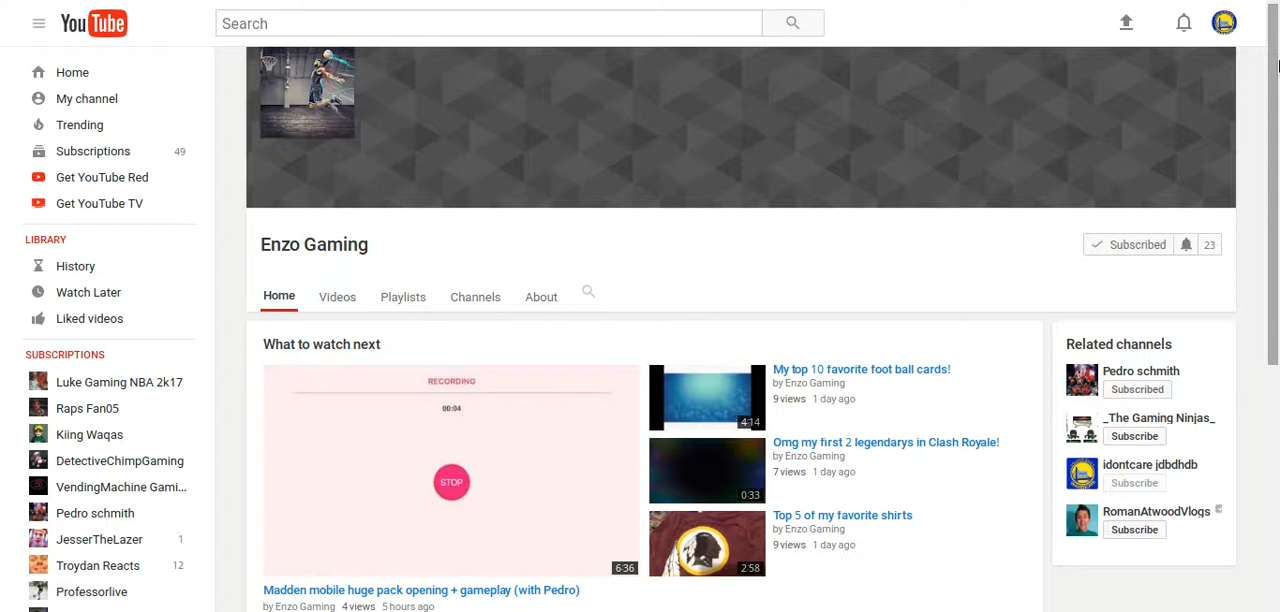 YouTube
Search
Home
My channel
Trending
Subscriptions 49
Get YouTube Red
Get YouTube TV
LIBRARY
History
Watch Later
Liked videos
SUBSCRIPTIONS
Luke Gaming NBA 2k17
Raps Fan05
Kiing Waqas
DetectiveChimpGaming
VendingMachine Gami...
Pedro schmith
JesserTheLazer 1
Troydan Reacts 12
Professorlive
Enzo Gaming
Subscribed 23
Home Videos Playlists Channels About
What to watch next
RECORDING
00:04
STOP
6:36
Madden mobile huge pack opening + gameplay (with Pedro)
by Enzo Gaming 4 views 5 hours ago
4:14
My top 10 favorite foot ball cards!
by Enzo Gaming
9 views 1 day ago
0:33
Omg my first 2 legendarys in Clash Royale!
by Enzo Gaming
7 views 1 day ago
2:58
Top 5 of my favorite shirts
by Enzo Gaming
9 views 1 day ago
Related channels
Pedro schmith
Subscribed
_The Gaming Ninjas_
Subscribe
idontcare jdbdhdb
Subscribe
RomanAtwoodVlogs
Subscribe